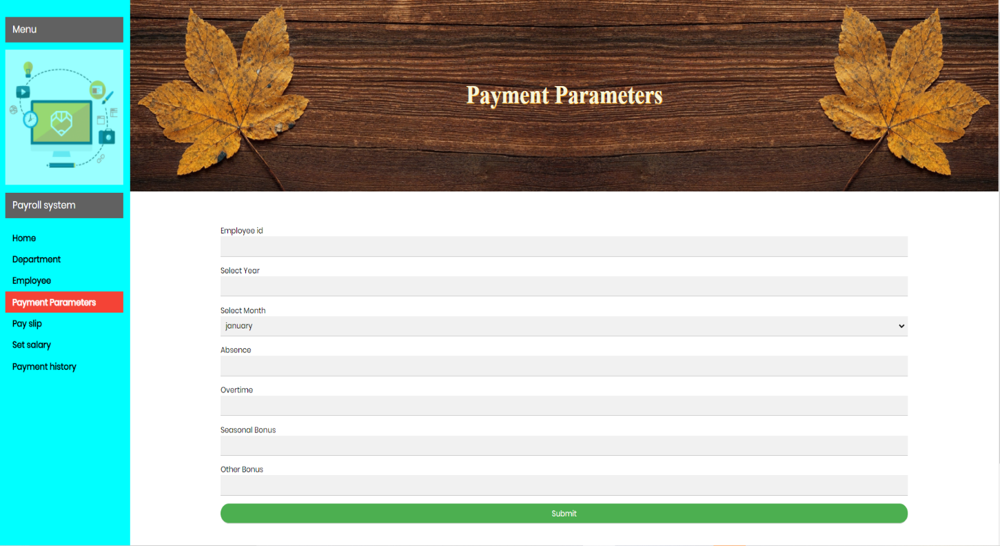 Menu
Payroll system
Home
Department
Employee
Payment Parameters
Pay slip
Set salary
Payment history
Payment Parameters
Employee id
Select Year
Select Month
january
Absence
Overtime
Seasonal Bonus
Other Bonus
Submit